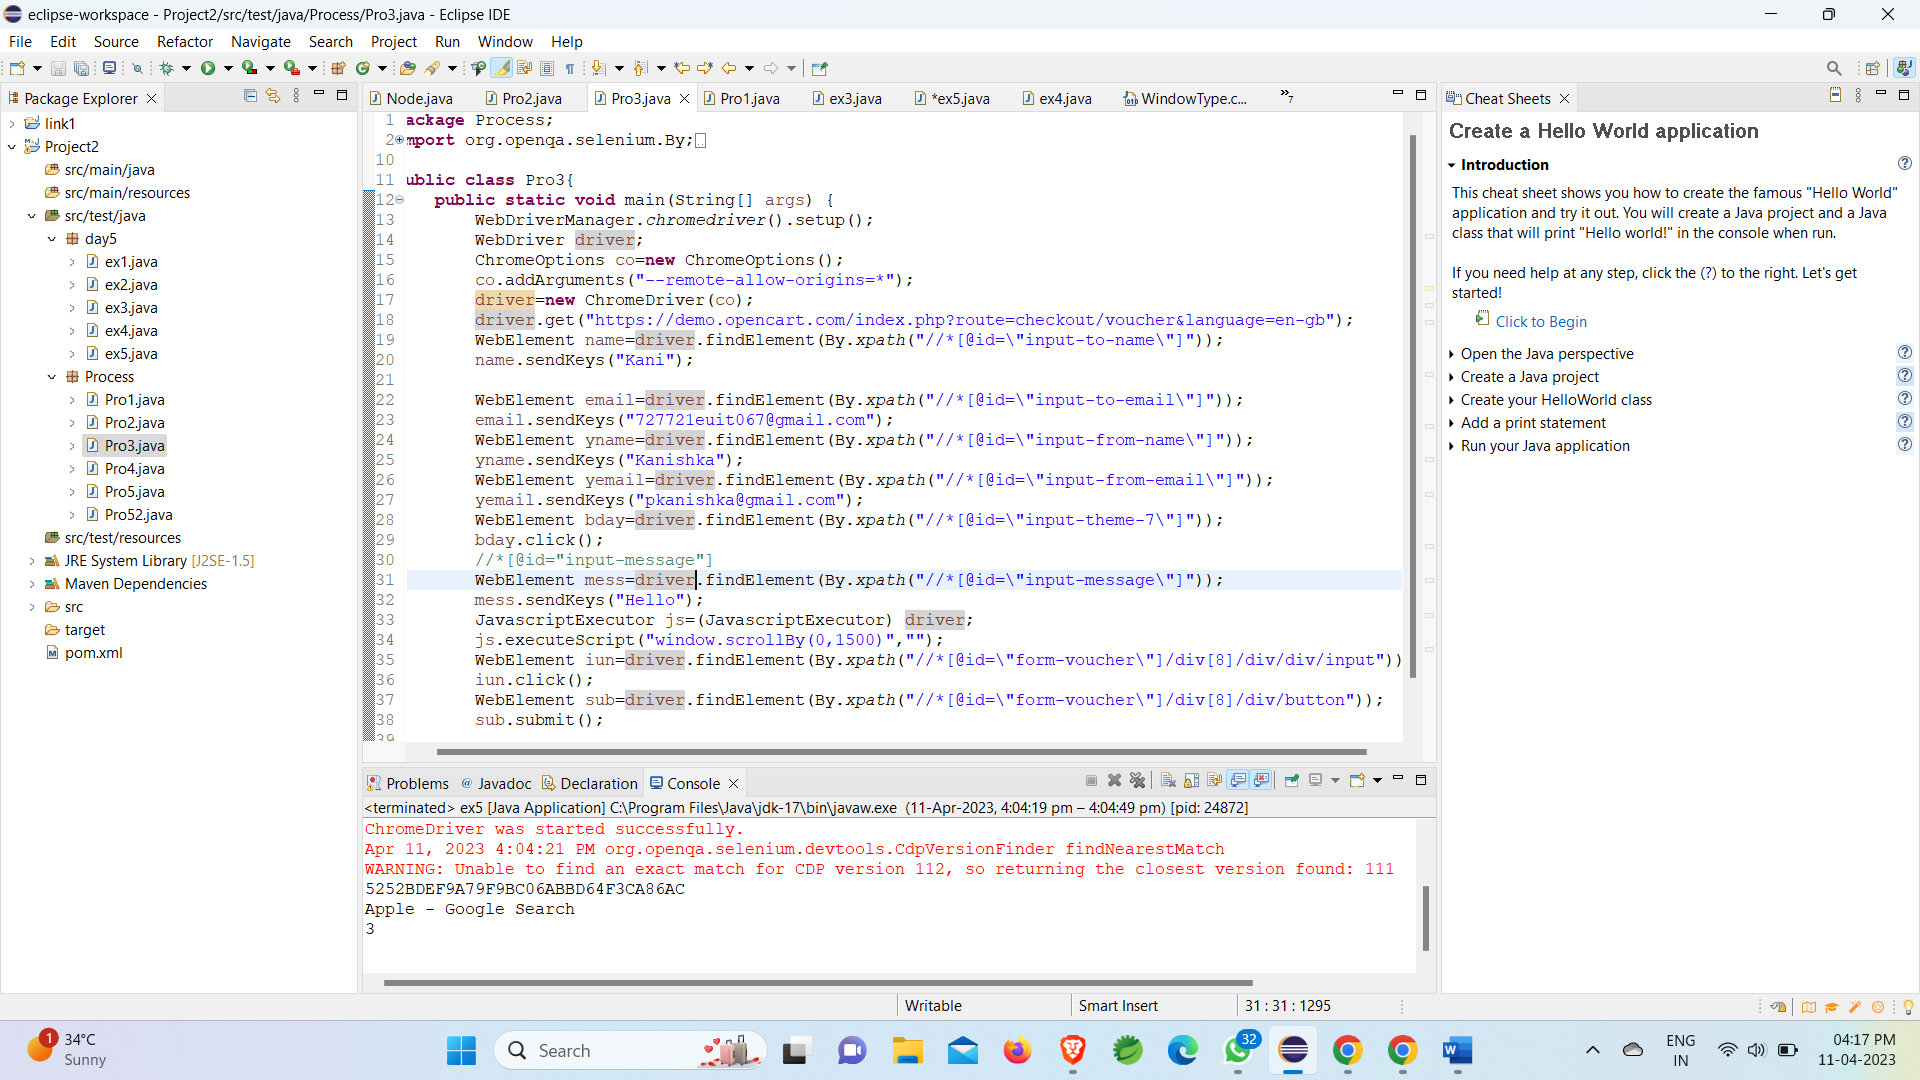 eclipse-workspace - Project2/src/test/java/Process/Pro3.java - Eclipse IDE
File Edit Source Refactor Navigate Search Project Run Window Help
Package Explorer
link1
Project2
src/main/java
src/main/resources
src/test/java
day5
ex1.java
ex2.java
ex3.java
ex4.java
ex5.java
Process
Pro1.java
Pro2.java
Pro3.java
Pro4.java
Pro5.java
Pro52.java
src/test/resources
JRE System Library [J2SE-1.5]
Maven Dependencies
src
target
pom.xml
Node.java Pro2.java Pro3.java Pro1.java ex3.java *ex5.java ex4.java WindowType.c... »7
1 ackage Process;
2 mport org.openqa.selenium.By;
10
11 ublic class Pro3{
12 public static void main(String[] args) {
13 WebDriverManager.chromedriver().setup();
14 WebDriver driver;
15 ChromeOptions co=new ChromeOptions();
16 co.addArguments("--remote-allow-origins=*");
17 driver=new ChromeDriver(co);
18 driver.get("https://demo.opencart.com/index.php?route=checkout/voucher&language=en-gb");
19 WebElement name=driver.findElement(By.xpath("//*[@id=\"input-to-name\"]"));
20 name.sendKeys("Kani");
21
22 WebElement email=driver.findElement(By.xpath("//*[@id=\"input-to-email\"]"));
23 email.sendKeys("727721euit067@gmail.com");
24 WebElement yname=driver.findElement(By.xpath("//*[@id=\"input-from-name\"]"));
25 yname.sendKeys("Kanishka");
26 WebElement yemail=driver.findElement(By.xpath("//*[@id=\"input-from-email\"]"));
27 yemail.sendKeys("pkanishka@gmail.com");
28 WebElement bday=driver.findElement(By.xpath("//*[@id=\"input-theme-7\"]"));
29 bday.click();
30 //*[@id="input-message"]
31 WebElement mess=driver.findElement(By.xpath("//*[@id=\"input-message\"]"));
32 mess.sendKeys("Hello");
33 JavascriptExecutor js=(JavascriptExecutor) driver;
34 js.executeScript("window.scrollBy(0,1500)","");
35 WebElement iun=driver.findElement(By.xpath("//*[@id=\"form-voucher\"]/div[8]/div/div/input"))
36 iun.click();
37 WebElement sub=driver.findElement(By.xpath("//*[@id=\"form-voucher\"]/div[8]/div/button"));
38 sub.submit();
39
Problems Javadoc Declaration Console
<terminated> ex5 [Java Application] C:\Program Files\Java\jdk-17\bin\javaw.exe (11-Apr-2023, 4:04:19 pm – 4:04:49 pm) [pid: 24872]
ChromeDriver was started successfully.
Apr 11, 2023 4:04:21 PM org.openqa.selenium.devtools.CdpVersionFinder findNearestMatch
WARNING: Unable to find an exact match for CDP version 112, so returning the closest version found: 111
5252BDEF9A79F9BC06ABBD64F3CA86AC
Apple - Google Search
3
Cheat Sheets
Create a Hello World application
Introduction
This cheat sheet shows you how to create the famous "Hello World"
application and try it out. You will create a Java project and a Java
class that will print "Hello world!" in the console when run.
If you need help at any step, click the (?) to the right. Let's get
started!
Click to Begin
Open the Java perspective
Create a Java project
Create your HelloWorld class
Add a print statement
Run your Java application
Writable Smart Insert 31 : 31 : 1295
1
34°C
Sunny
Search
32
ENG
IN
04:17 PM
11-04-2023